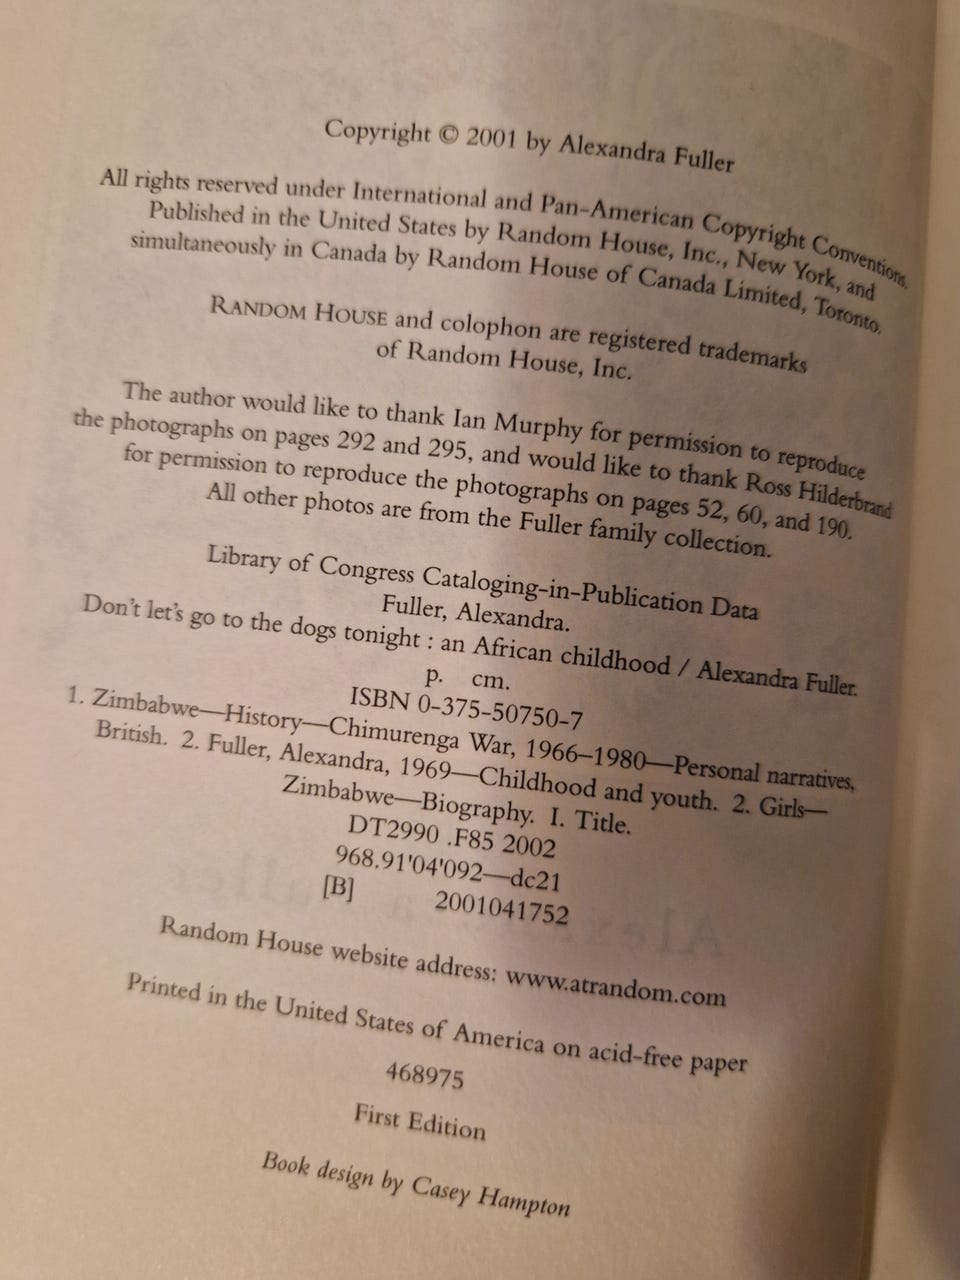 Copyright © 2001 by Alexandra Fuller
All rights reserved under International and Pan-American Copyright Conventions.
Published in the United States by Random House, Inc., New York, and
simultaneously in Canada by Random House of Canada Limited, Toronto.
RANDOM HOUSE and colophon are registered trademarks
of Random House, Inc.
The author would like to thank Ian Murphy for permission to reproduce
the photographs on pages 292 and 295, and would like to thank Ross Hilderbrand
for permission to reproduce the photographs on pages 52, 60, and 190.
All other photos are from the Fuller family collection.
Library of Congress Cataloging-in-Publication Data
Fuller, Alexandra.
Don't let's go to the dogs tonight : an African childhood / Alexandra Fuller.
p. cm.
ISBN 0-375-50750-7
1. Zimbabwe—History—Chimurenga War, 1966–1980—Personal narratives,
British. 2. Fuller, Alexandra, 1969—Childhood and youth. 2. Girls—
Zimbabwe—Biography. I. Title.
DT2990 .F85 2002
968.91'04'092—dc21
[B] 2001041752
Random House website address: www.atrandom.com
Printed in the United States of America on acid-free paper
468975
First Edition
Book design by Casey Hampton